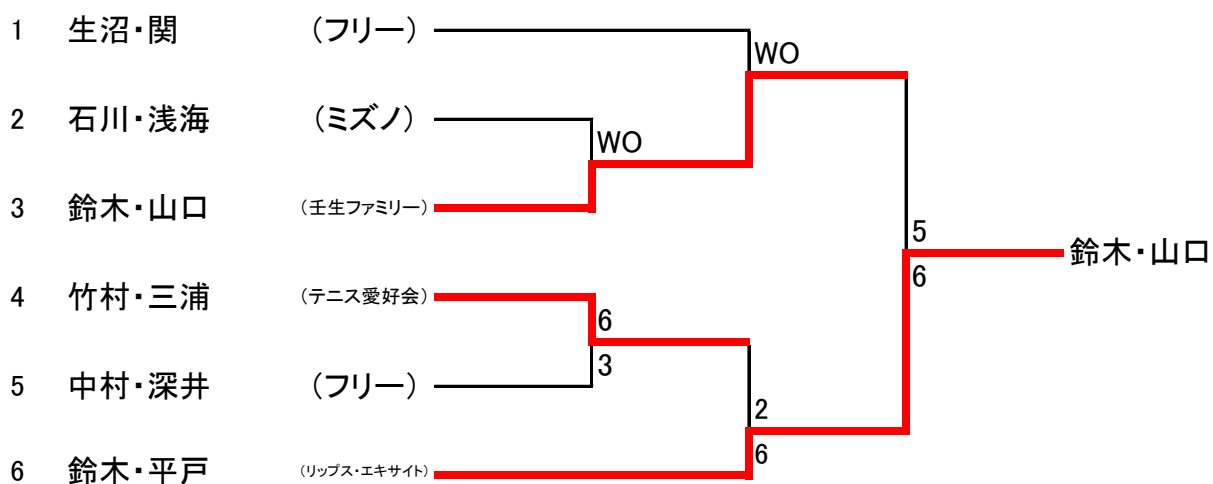 1 生沼・関 (フリー)
WO
2 石川・浅海 (ミズノ)
WO
3 鈴木・山口 (壬生ファミリー)
5
鈴木・山口
6
4 竹村・三浦 (テニス愛好会)
6
3
5 中村・深井 (フリー)
2
6
6 鈴木・平戸 (リップス・エキサイト)